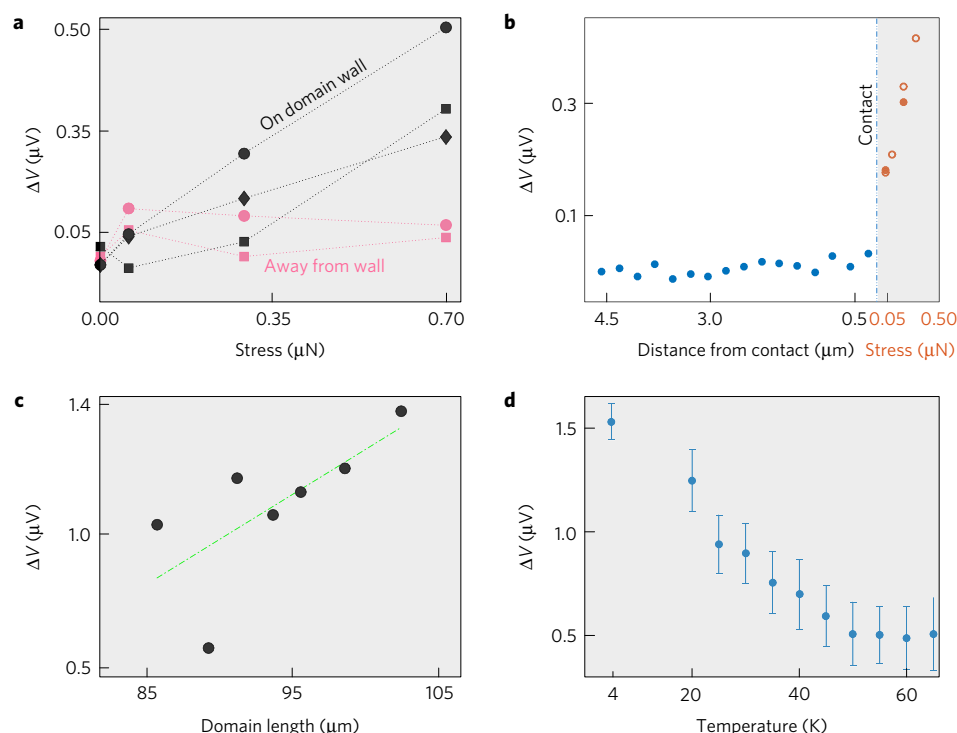 a
0.50
0.35
0.05
ΔV (μV)
On domain wall
Away from wall
0.00 0.35 0.70
Stress (μN)
b
0.3
0.1
ΔV (μV)
Contact
4.5 3.0 0.5 0.05 0.50
Distance from contact (μm) Stress (μN)
c
1.4
1.0
0.5
ΔV (μV)
85 95 105
Domain length (μm)
d
1.5
1.0
0.5
ΔV (μV)
4 20 40 60
Temperature (K)